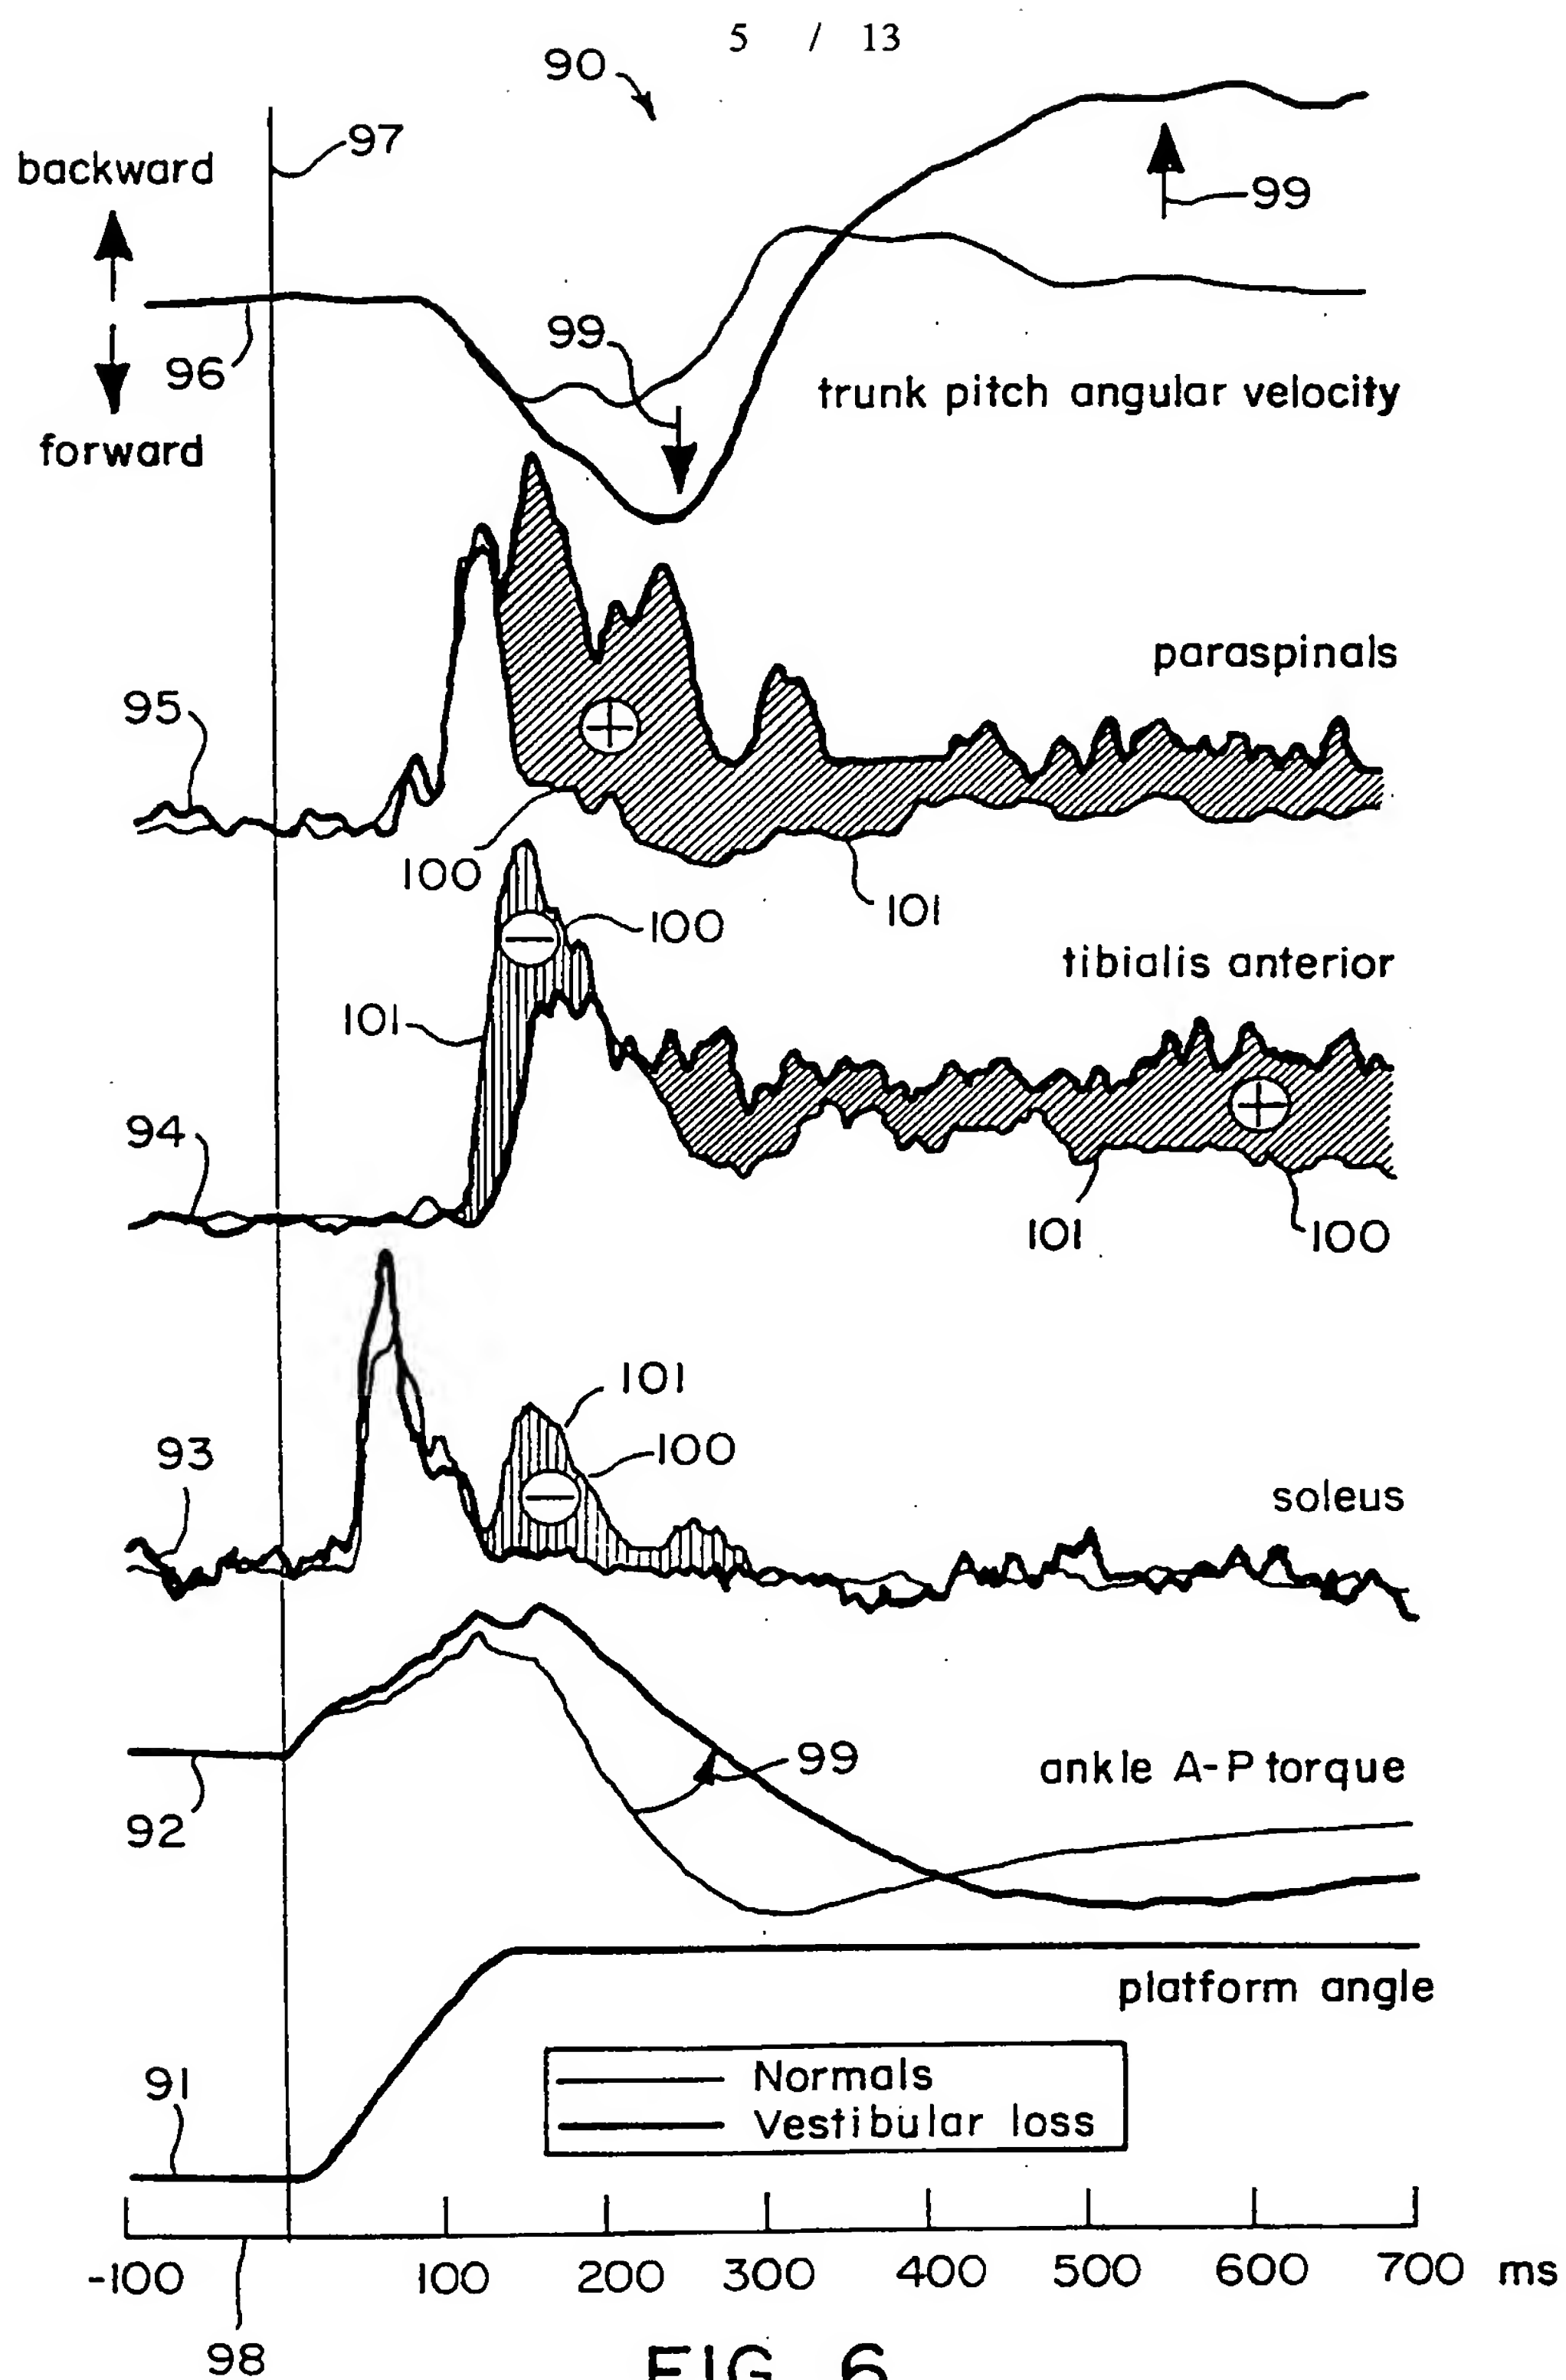 5 / 13
90
97
backward
99
96
99
trunk pitch angular velocity
forward
paraspinals
95
+
100
101
100
−
tibialis anterior
101
+
94
101
100
101
93
100
−
soleus
99
ankle A-P torque
92
platform angle
Normals
91
Vestibular loss
-100 100 200 300 400 500 600 700 ms
98
FIG. 6